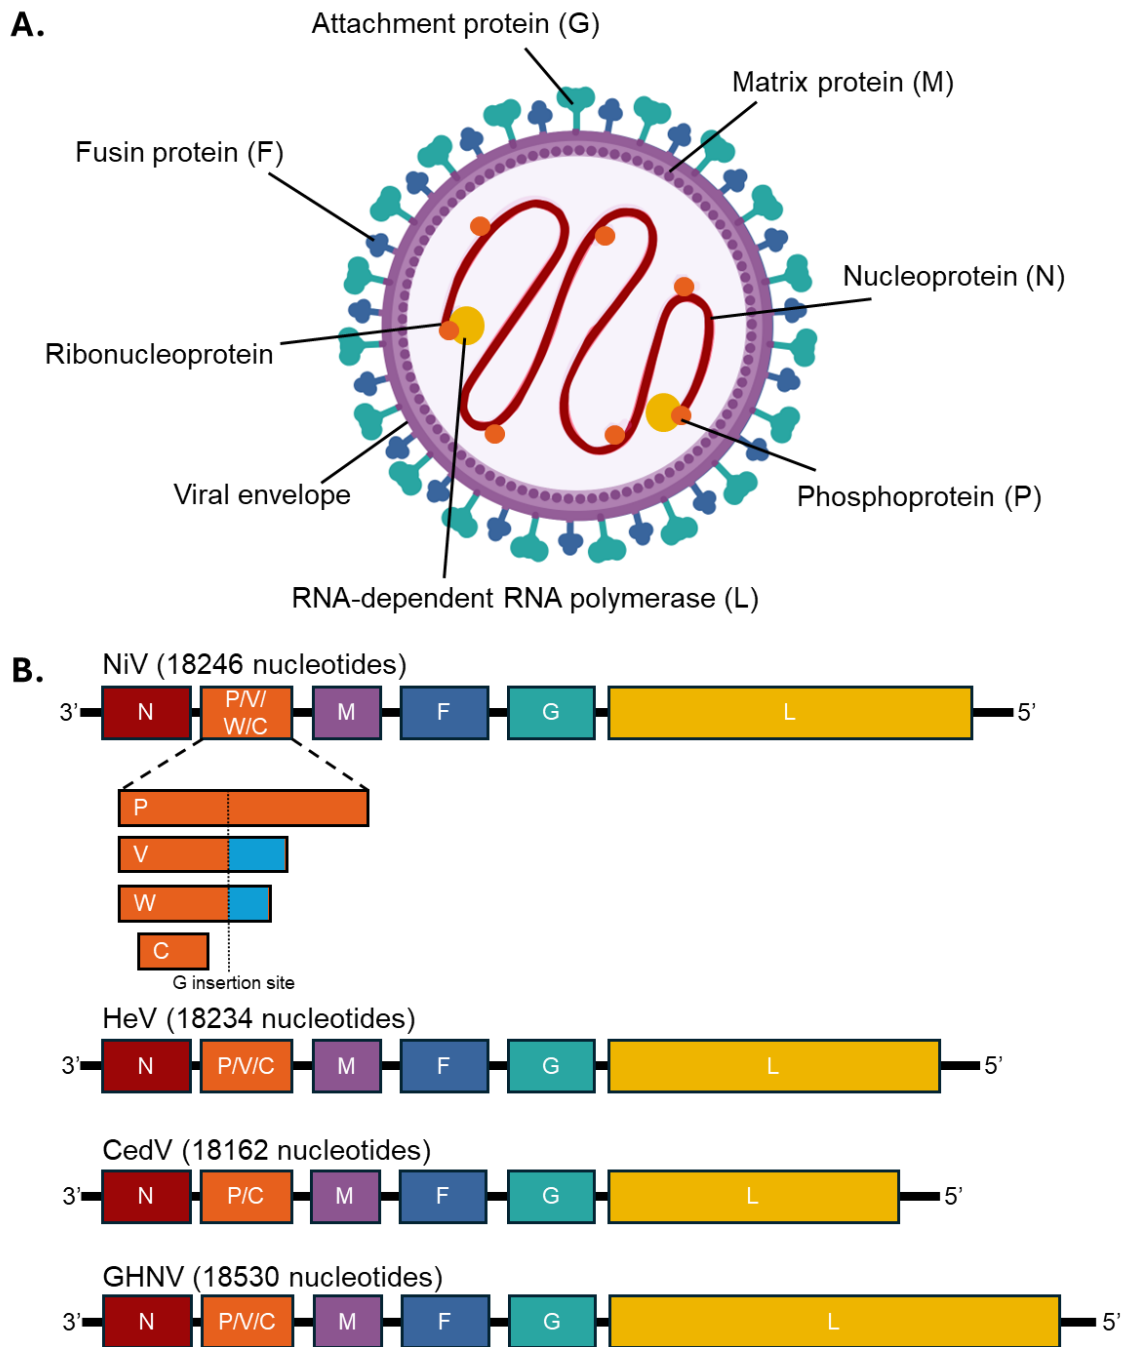 A.
Attachment protein (G)
Matrix protein (M)
Fusin protein (F)
Nucleoprotein (N)
Ribonucleoprotein
Viral envelope
Phosphoprotein (P)
RNA-dependent RNA polymerase (L)
B.
NiV (18246 nucleotides)
3’ N P/V/ M F G L 5’
W/C
P
V
W
C
G insertion site
HeV (18234 nucleotides)
3’ N P/V/C M F G L 5’
CedV (18162 nucleotides)
3’ N P/C M F G L 5’
GHNV (18530 nucleotides)
3’ N P/V/C M F G L 5’